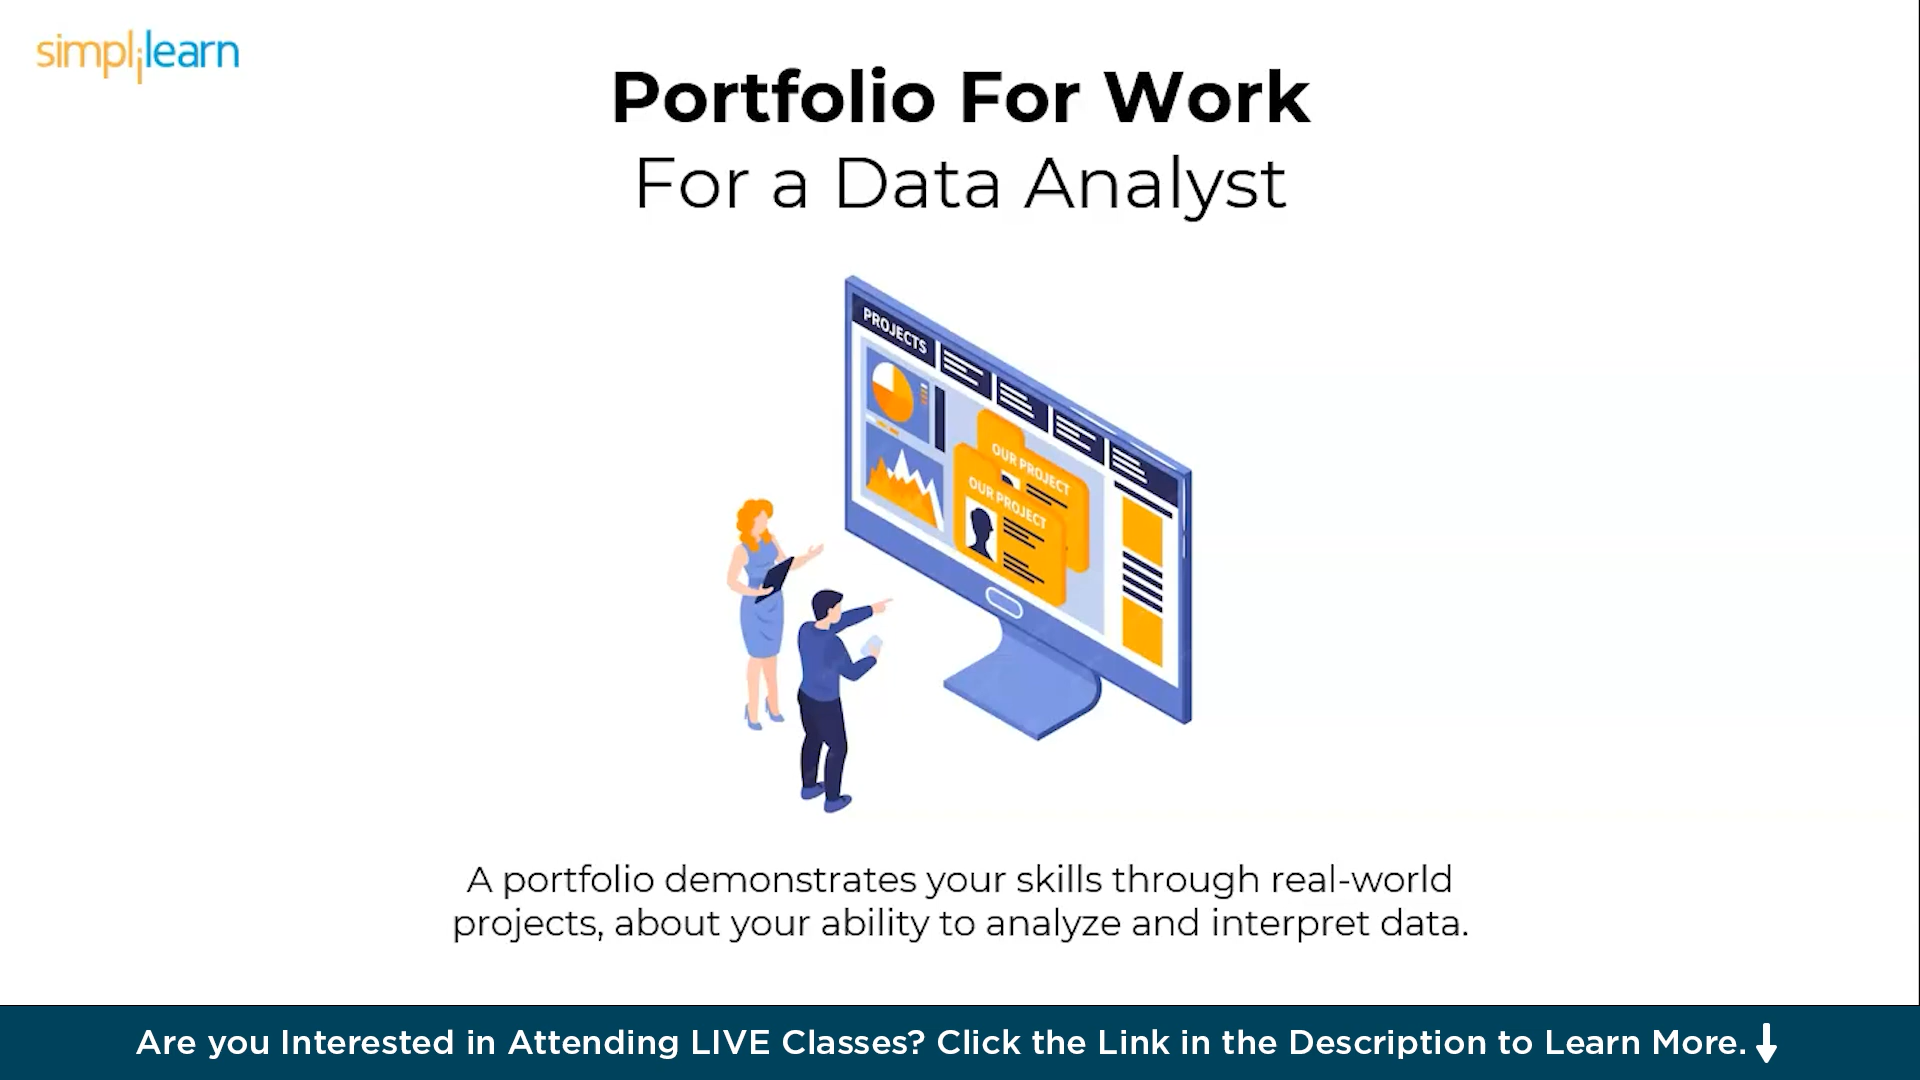 simplilearn
Portfolio For Work
For a Data Analyst
PROJECTS
OUR PROJECT
OUR PROJECT
A portfolio demonstrates your skills through real-world
projects, about your ability to analyze and interpret data.
Are you Interested in Attending LIVE Classes? Click the Link in the Description to Learn More.